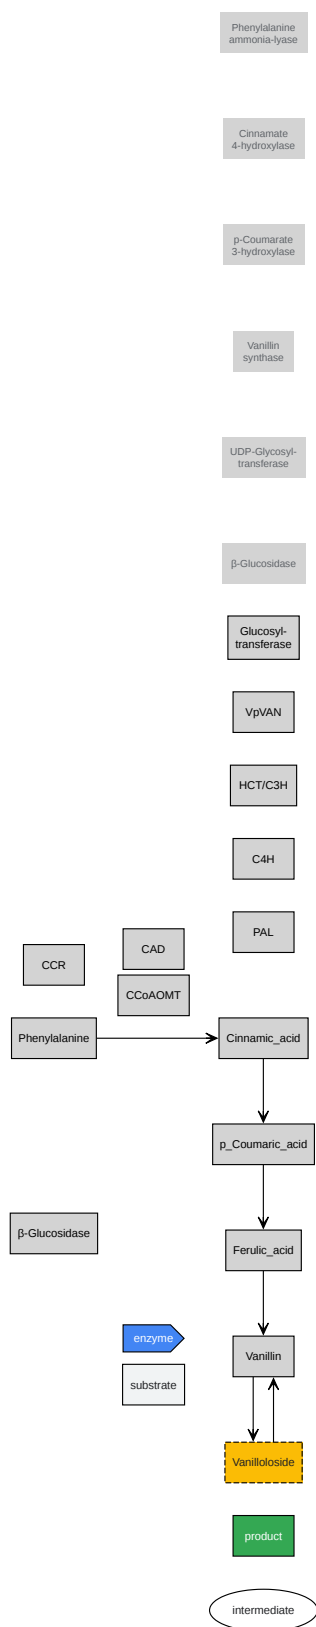 Phenylalanine
ammonia-lyase
Cinnamate
4-hydroxylase
p-Coumarate
3-hydroxylase
Vanillin
synthase
UDP-Glycosyl-
transferase
β-Glucosidase
Glucosyl-
transferase
VpVAN
HCT/C3H
C4H
PAL
CAD
CCR
CCoAOMT
Phenylalanine
Cinnamic_acid
p_Coumaric_acid
β-Glucosidase
Ferulic_acid
enzyme
Vanillin
substrate
Vanilloloside
product
intermediate